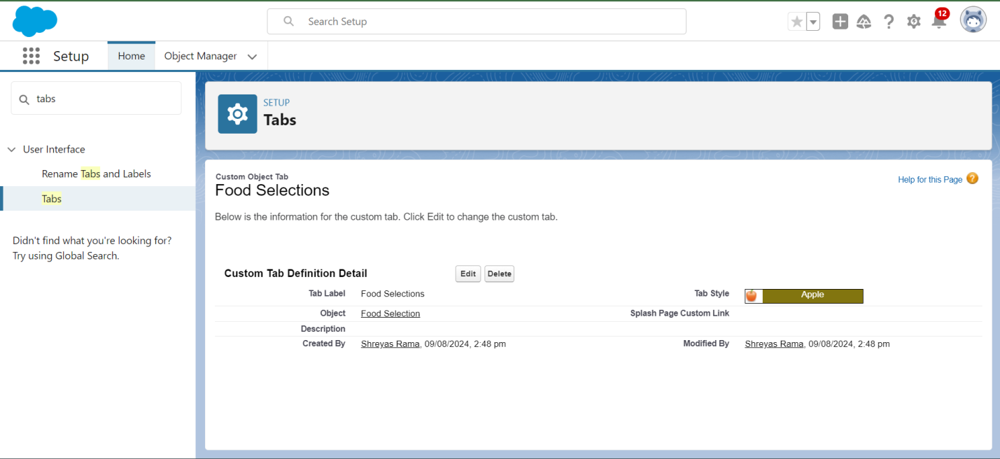 Search Setup
12
Setup
Home
Object Manager
tabs
User Interface
Rename Tabs and Labels
Tabs
Didn't find what you're looking for?
Try using Global Search.
SETUP
Tabs
Custom Object Tab
Food Selections
Help for this Page ?
Below is the information for the custom tab. Click Edit to change the custom tab.
Custom Tab Definition Detail
Edit
Delete
Tab Label Food Selections
Tab Style Apple
Object Food Selection
Splash Page Custom Link
Description
Created By Shreyas Rama, 09/08/2024, 2:48 pm
Modified By Shreyas Rama, 09/08/2024, 2:48 pm